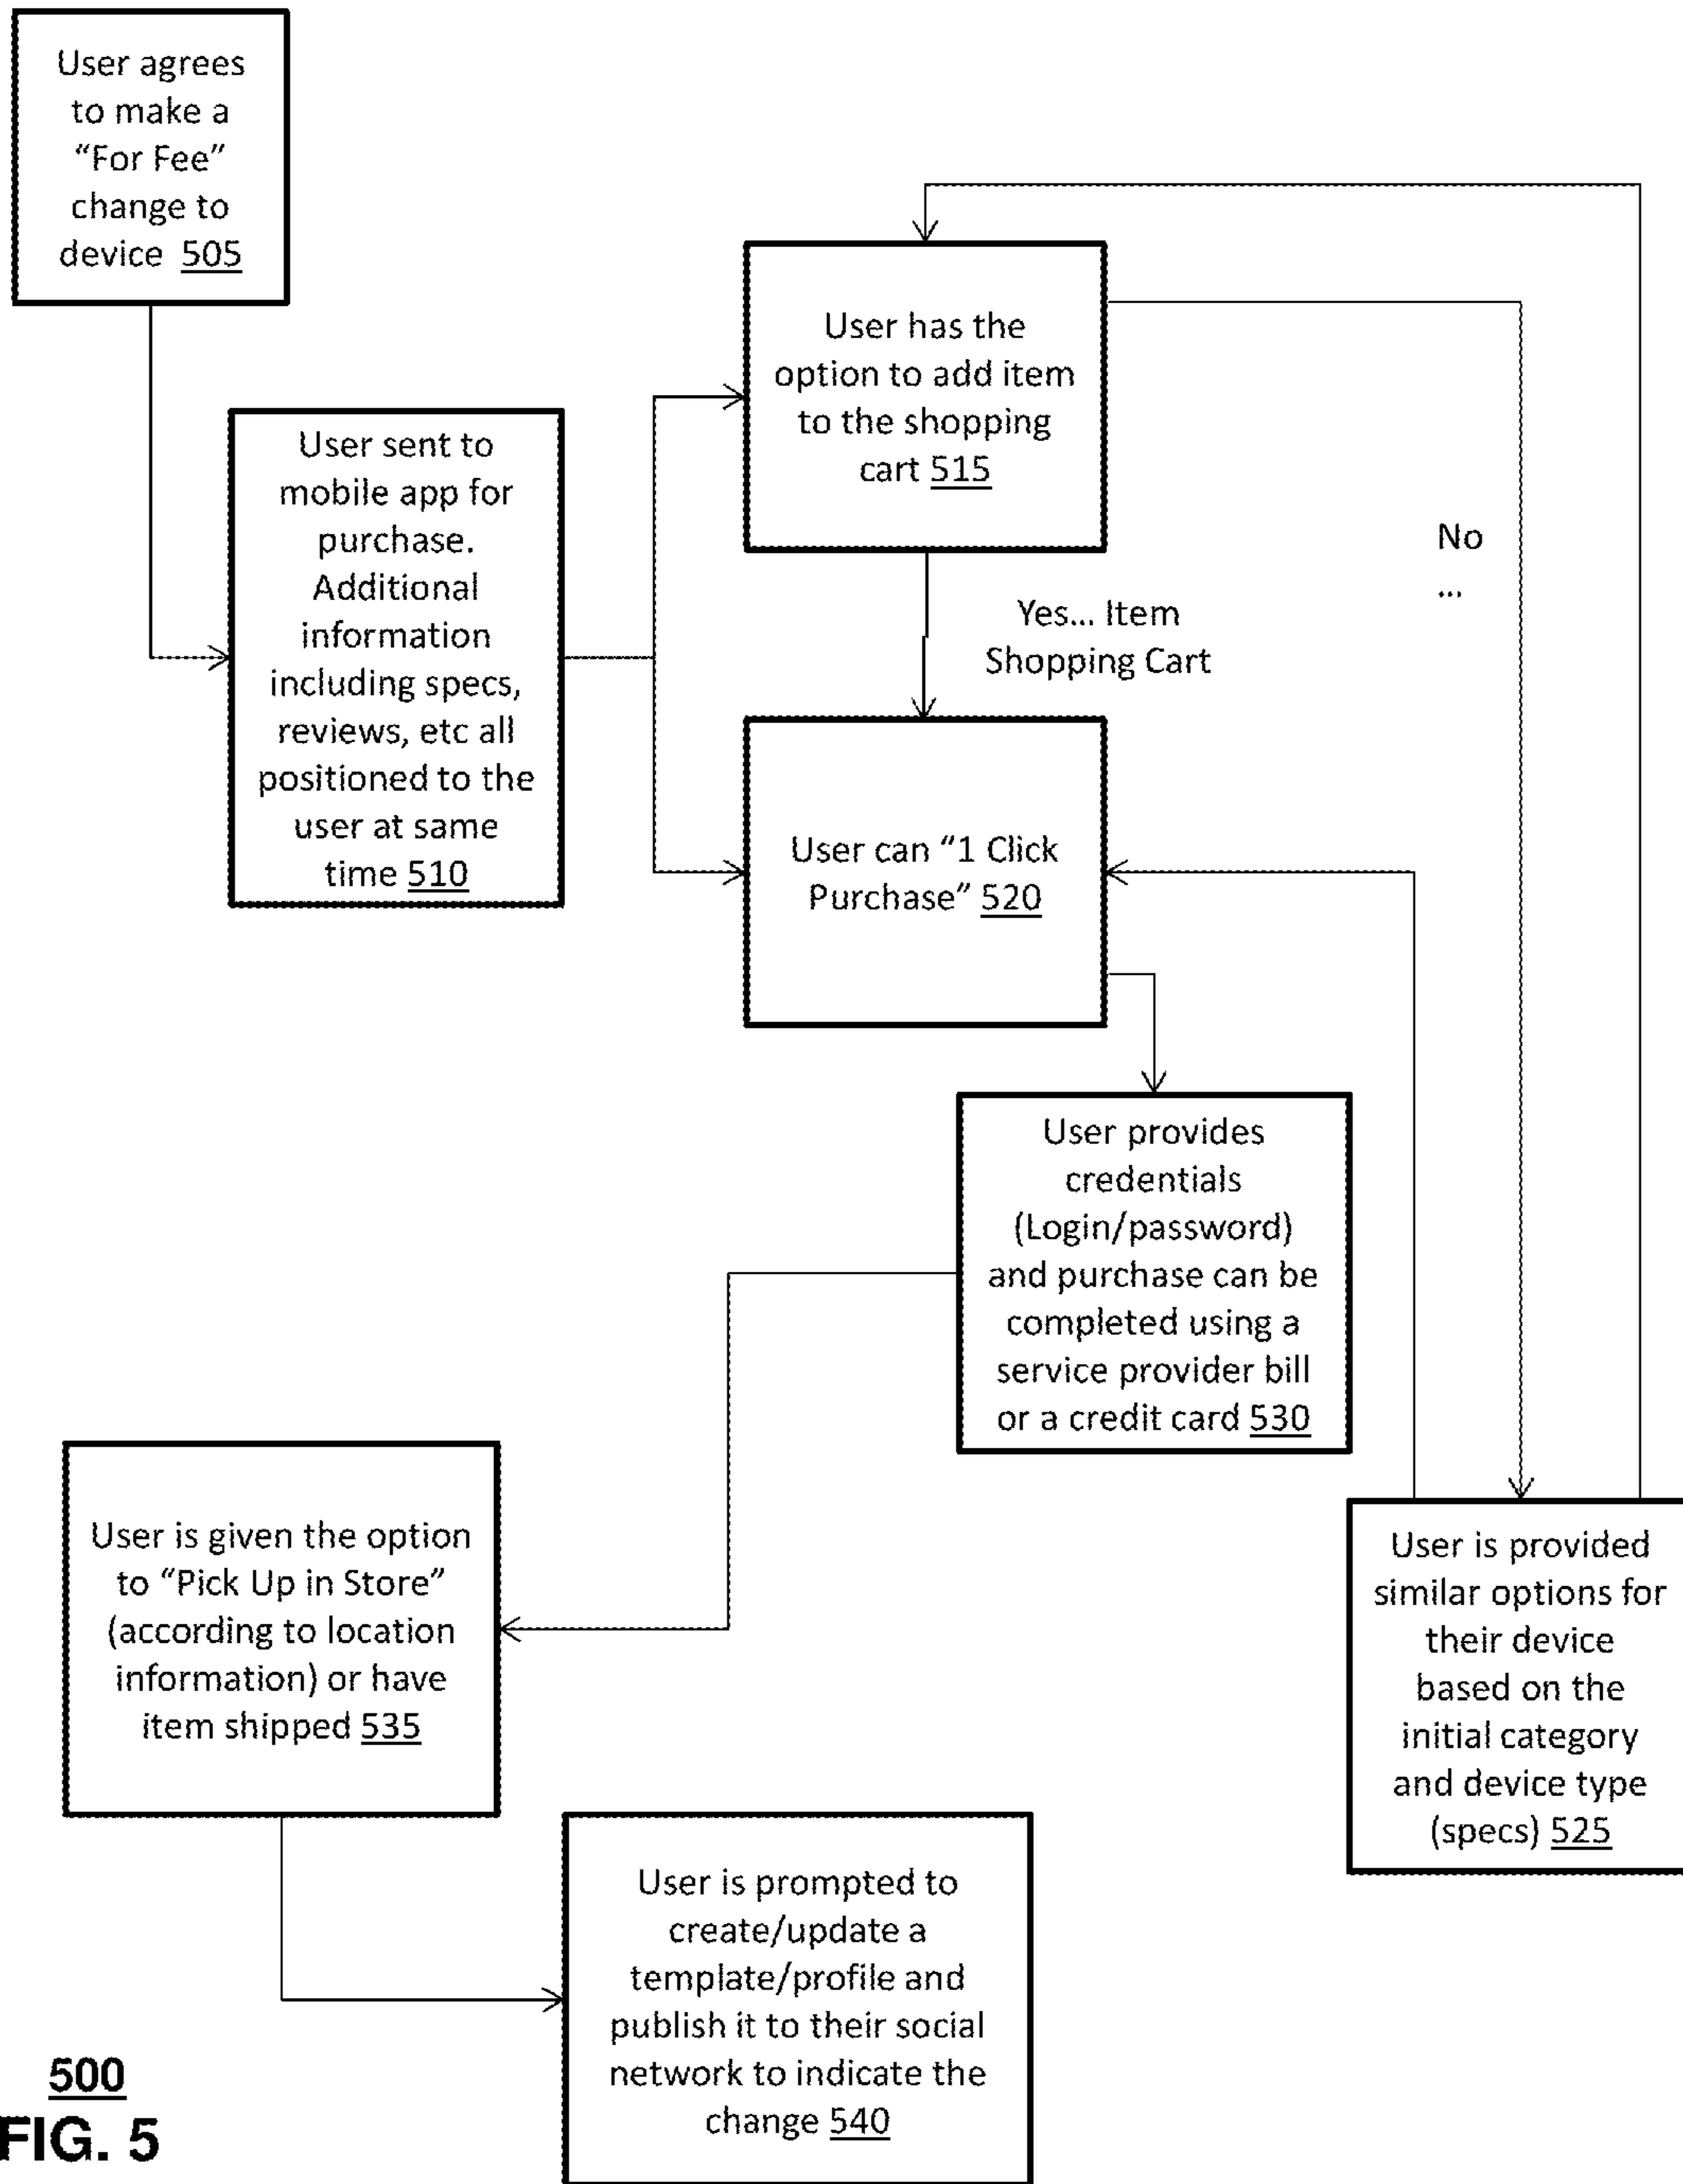 User agrees
to make a
“For Fee”
change to
device 505
User sent to
mobile app for
purchase.
Additional
information
including specs,
reviews, etc all
positioned to the
user at same
time 510
User has the
option to add item
to the shopping
cart 515
No
...
Yes... Item
Shopping Cart
User can “1 Click
Purchase” 520
User provides
credentials
(Login/password)
and purchase can be
completed using a
service provider bill
or a credit card 530
User is provided
similar options for
their device
based on the
initial category
and device type
(specs) 525
User is given the option
to “Pick Up in Store”
(according to location
information) or have
item shipped 535
User is prompted to
create/update a
template/profile and
publish it to their social
network to indicate the
change 540
500
FIG. 5